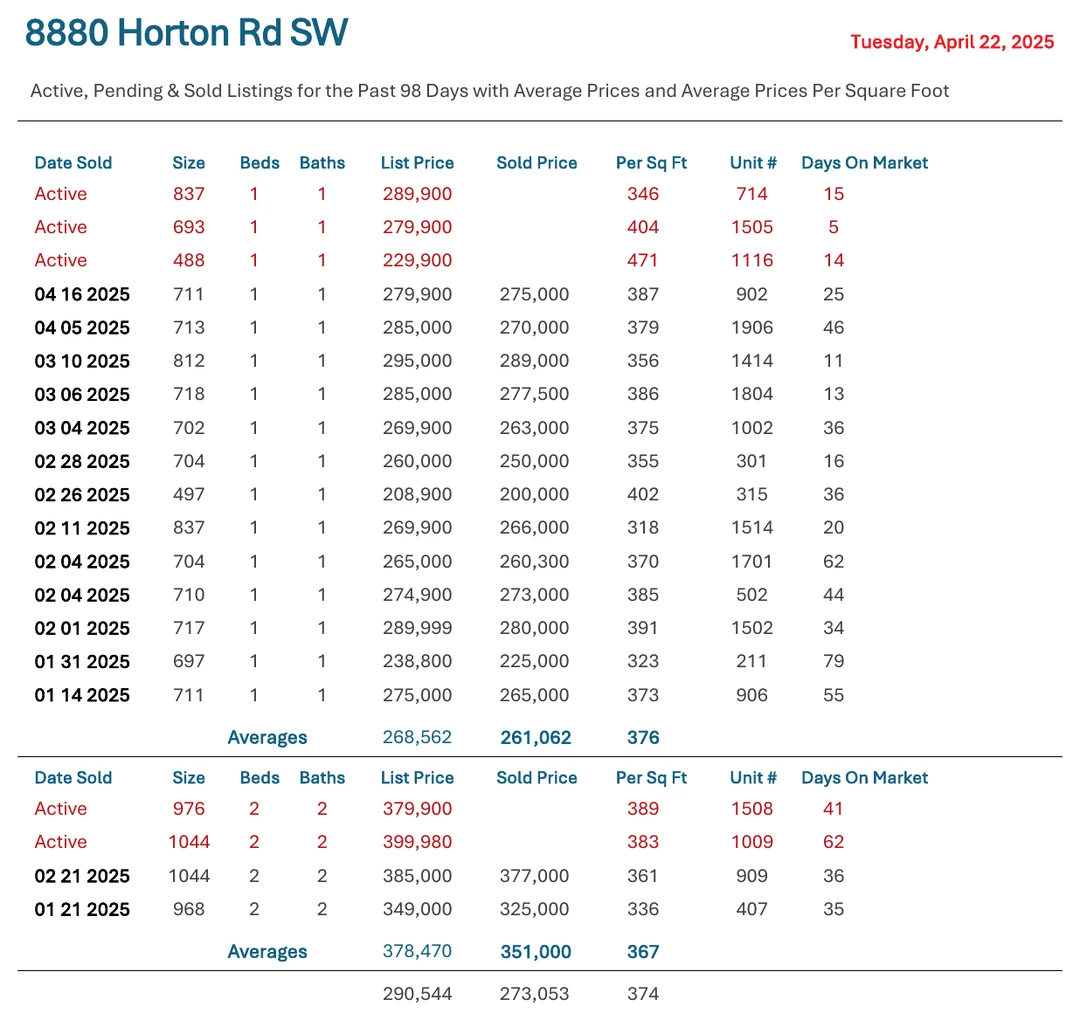 8880 Horton Rd SW
Tuesday, April 22, 2025
Active, Pending & Sold Listings for the Past 98 Days with Average Prices and Average Prices Per Square Foot
Date Sold Size Beds Baths List Price Sold Price Per Sq Ft Unit # Days On Market
Active 837 1 1 289,900 346 714 15
Active 693 1 1 279,900 404 1505 5
Active 488 1 1 229,900 471 1116 14
04 16 2025 711 1 1 279,900 275,000 387 902 25
04 05 2025 713 1 1 285,000 270,000 379 1906 46
03 10 2025 812 1 1 295,000 289,000 356 1414 11
03 06 2025 718 1 1 285,000 277,500 386 1804 13
03 04 2025 702 1 1 269,900 263,000 375 1002 36
02 28 2025 704 1 1 260,000 250,000 355 301 16
02 26 2025 497 1 1 208,900 200,000 402 315 36
02 11 2025 837 1 1 269,900 266,000 318 1514 20
02 04 2025 704 1 1 265,000 260,300 370 1701 62
02 04 2025 710 1 1 274,900 273,000 385 502 44
02 01 2025 717 1 1 289,999 280,000 391 1502 34
01 31 2025 697 1 1 238,800 225,000 323 211 79
01 14 2025 711 1 1 275,000 265,000 373 906 55
Averages 268,562 261,062 376
Date Sold Size Beds Baths List Price Sold Price Per Sq Ft Unit # Days On Market
Active 976 2 2 379,900 389 1508 41
Active 1044 2 2 399,980 383 1009 62
02 21 2025 1044 2 2 385,000 377,000 361 909 36
01 21 2025 968 2 2 349,000 325,000 336 407 35
Averages 378,470 351,000 367
290,544 273,053 374